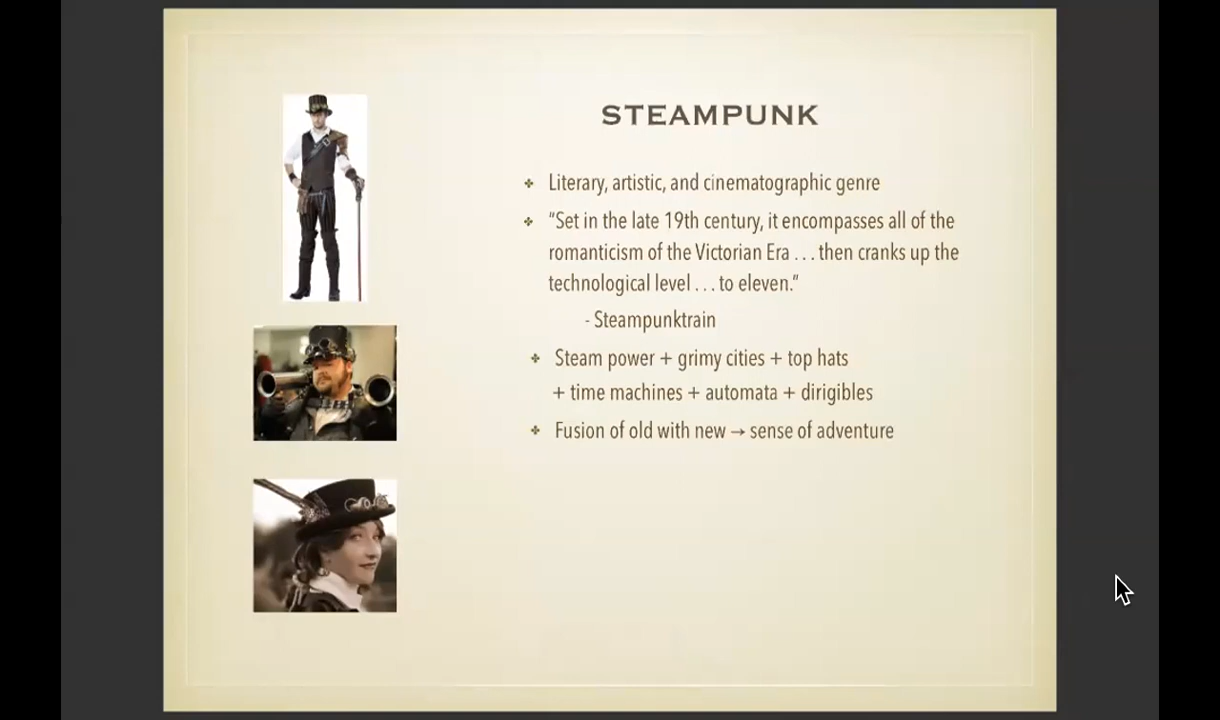 STEAMPUNK
Literary, artistic, and cinematographic genre
“Set in the late 19th century, it encompasses all of the
romanticism of the Victorian Era . . . then cranks up the
technological level . . . to eleven.”
- Steampunktrain
Steam power + grimy cities + top hats
+ time machines + automata + dirigibles
Fusion of old with new → sense of adventure